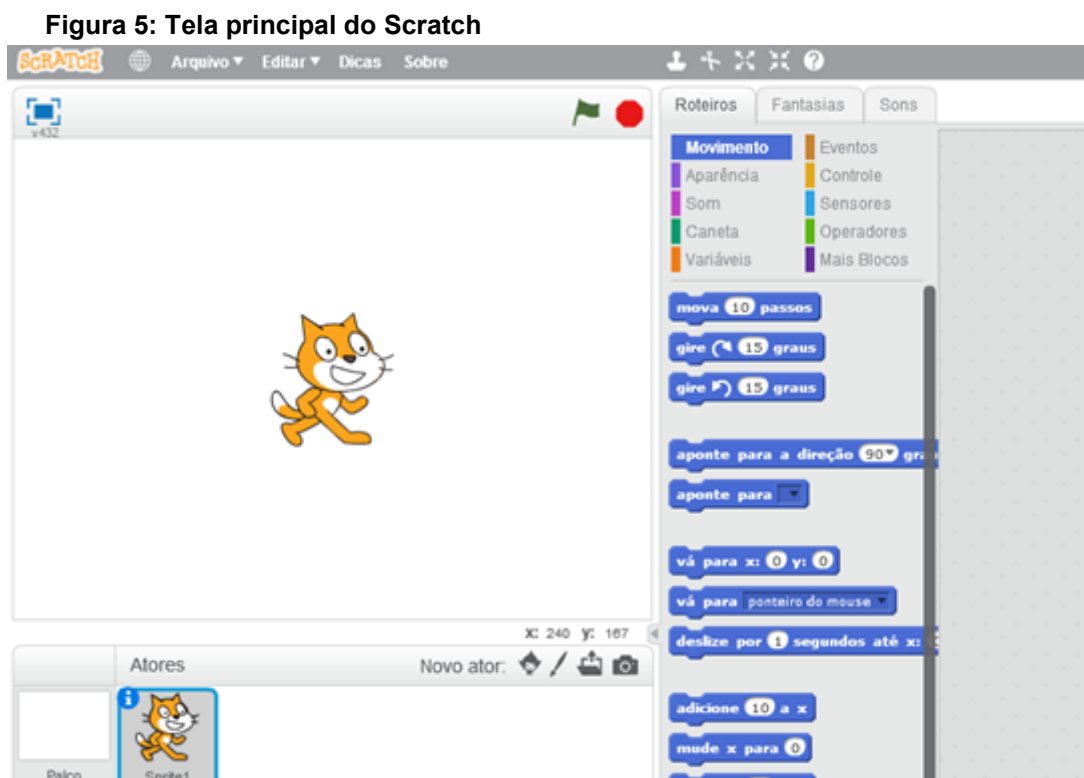 Figura 5: Tela principal do Scratch
SCRATCH Arquivo Editar Dicas Sobre
v432
Roteiros Fantasias Sons
Movimento Eventos
Aparência Controle
Som Sensores
Caneta Operadores
Variáveis Mais Blocos
mova 10 passos
gire 15 graus
gire 15 graus
aponte para a direção 90
aponte para
vá para x: 0 y: 0
vá para ponteiro do mouse
deslize por 1 segundos até x:
adicione 10 a x
mude x para 0
x: 240 y: 167
Atores Novo ator:
Palco Sprite1